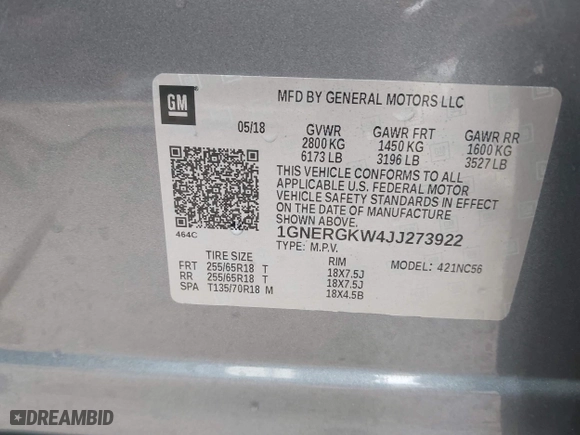 GM
MFD BY GENERAL MOTORS LLC
05/18 GVWR GAWR FRT GAWR RR
2800 KG 1450 KG 1600 KG
6173 LB 3196 LB 3527 LB
THIS VEHICLE CONFORMS TO ALL
APPLICABLE U.S. FEDERAL MOTOR
VEHICLE SAFETY STANDARDS IN EFFECT
ON THE DATE OF MANUFACTURE
SHOWN ABOVE.
464C
1GNERGKW4JJ273922
TYPE: M.P.V.
MODEL: 421NC56
TIRE SIZE RIM
FRT 255/65R18 T 18X7.5J
RR 255/65R18 T 18X7.5J
SPA T135/70R18 M 18X4.5B
DREAMBID